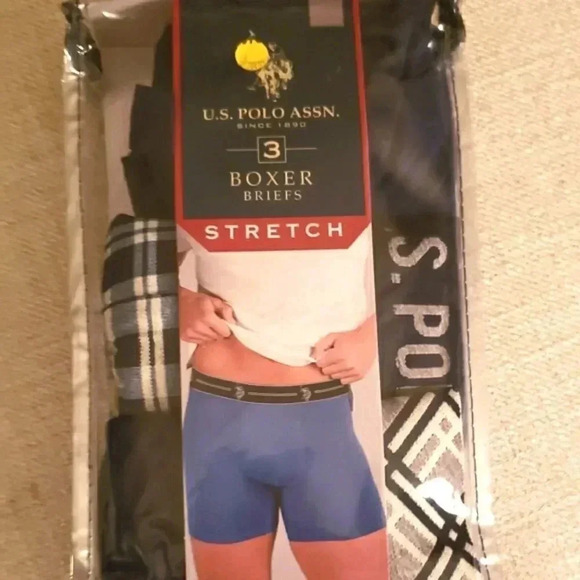 U.S. POLO ASSN.
SINCE 1890
3
BOXER
BRIEFS
STRETCH
S. PO